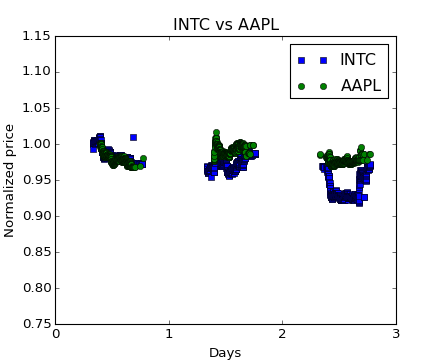 INTC vs AAPL
1.15
1.10
1.05
1.00
0.95
0.90
0.85
0.80
0.75
Normalized price
INTC
AAPL
0 1 2 3
Days